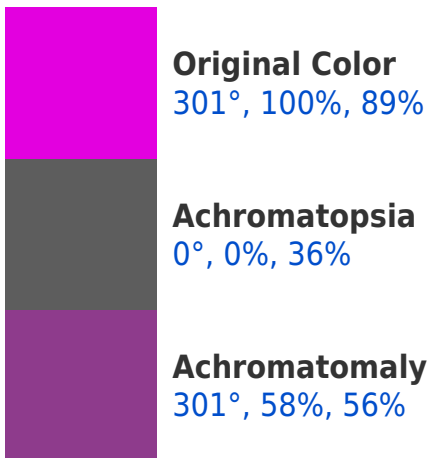 Original Color
301°, 100%, 89%
Achromatopsia
0°, 0%, 36%
Achromatomaly
301°, 58%, 56%